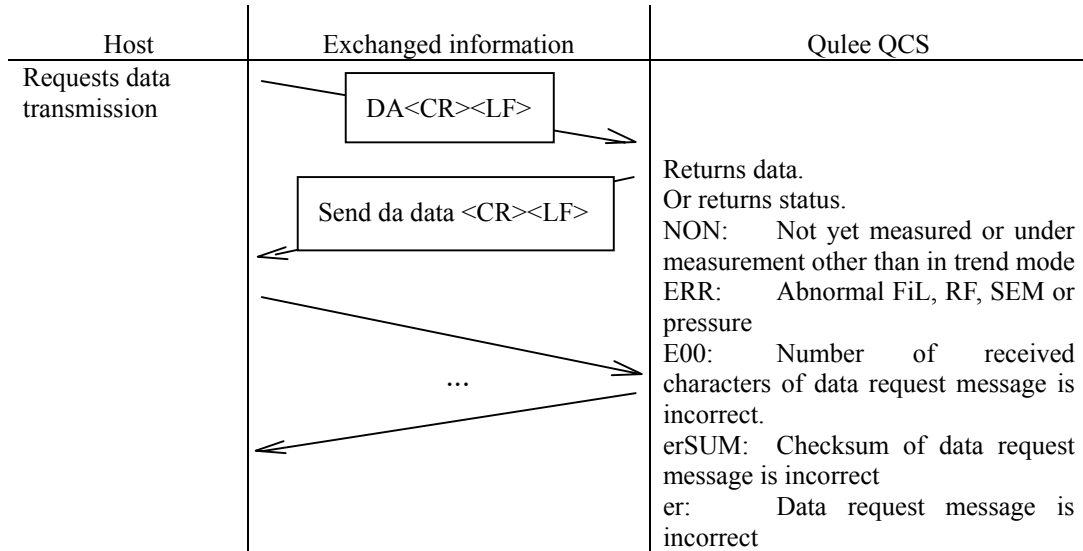 Host Exchanged information Qulee QCS
Requests data
transmission
DA<CR><LF>
Send da data <CR><LF>
...
Returns data.
Or returns status.
NON: Not yet measured or under
measurement other than in trend mode
ERR: Abnormal FiL, RF, SEM or
pressure
E00: Number of received
characters of data request message is
incorrect.
erSUM: Checksum of data request
message is incorrect
er: Data request message is
incorrect